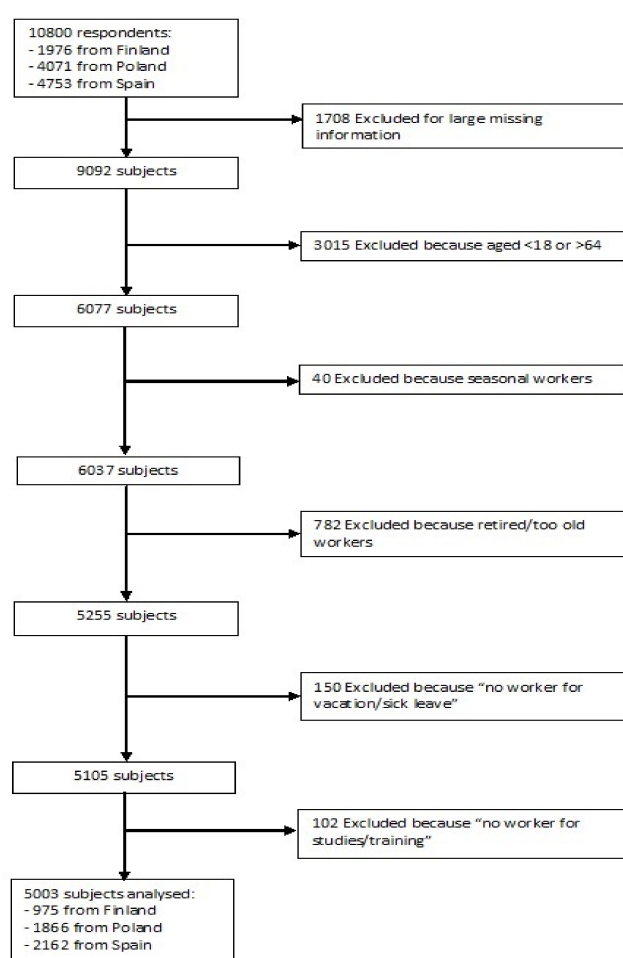 10800 respondents:
- 1976 from Finland
- 4071 from Poland
- 4753 from Spain
1708 Excluded for large missing
information
9092 subjects
3015 Excluded because aged <18 or >64
6077 subjects
40 Excluded because seasonal workers
6037 subjects
782 Excluded because retired/too old
workers
5255 subjects
150 Excluded because “no worker for
vacation/sick leave”
5105 subjects
102 Excluded because “no worker for
studies/training”
5003 subjects analysed:
- 975 from Finland
- 1866 from Poland
- 2162 from Spain